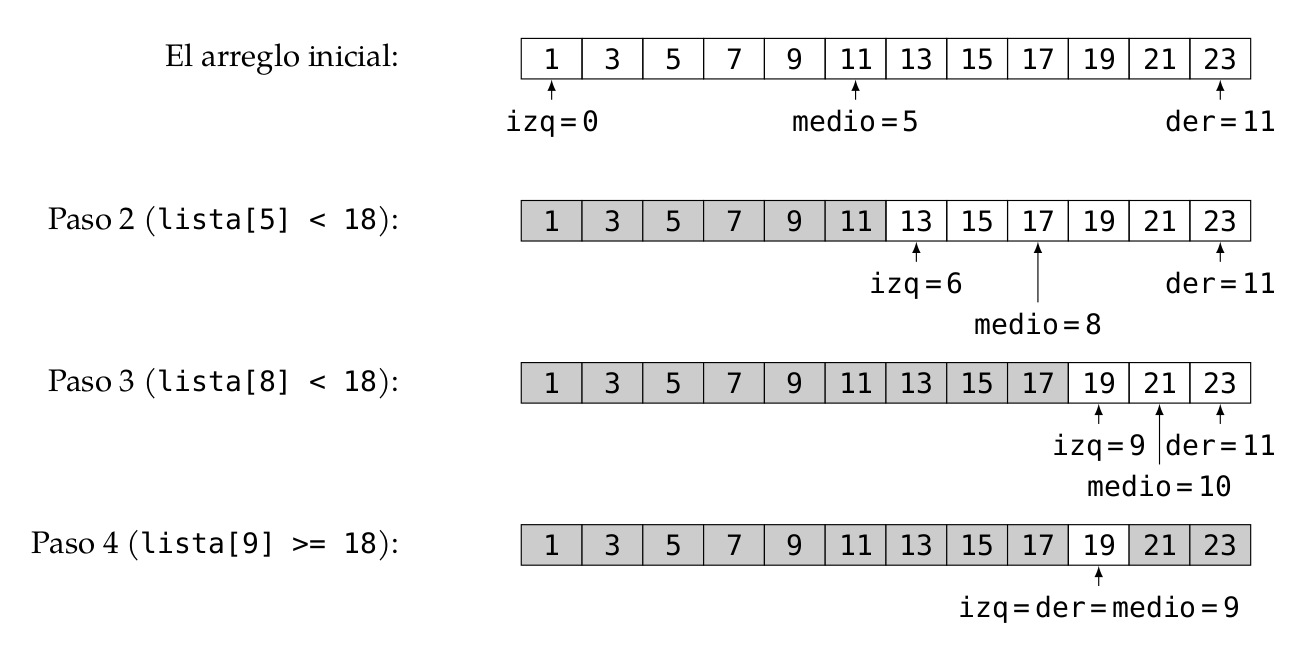 El arreglo inicial: 1 3 5 7 9 11 13 15 17 19 21 23
izq=0 medio=5 der=11
Paso 2 (lista[5] < 18): 1 3 5 7 9 11 13 15 17 19 21 23
izq=6 der=11
medio=8
Paso 3 (lista[8] < 18): 1 3 5 7 9 11 13 15 17 19 21 23
izq=9 der=11
medio=10
Paso 4 (lista[9] >= 18): 1 3 5 7 9 11 13 15 17 19 21 23
izq=der=medio=9